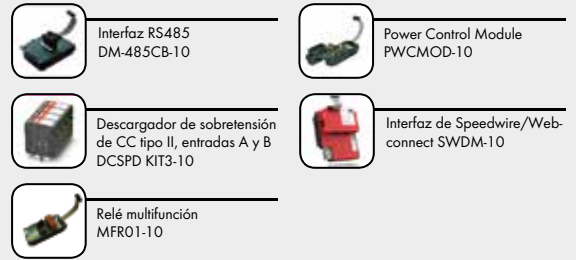 Interfaz RS485
DM-485CB-10
Power Control Module
PWCMOD-10
Descargador de sobretensión
de CC tipo II, entradas A y B
DCSPD KIT3-10
Interfaz de Speedwire/Web-
connect SWDM-10
Relé multifunción
MFR01-10